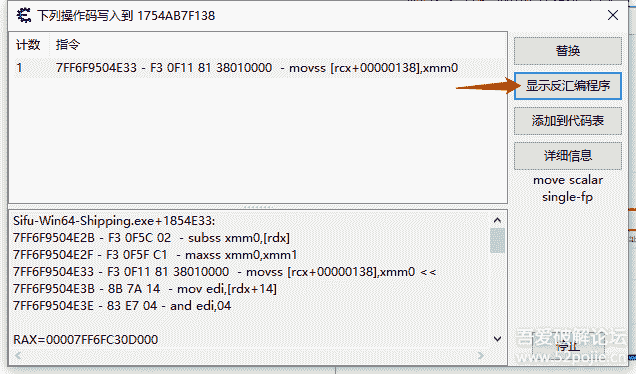 下列操作码写入到 1754AB7F138
计数 指令
1 7FF6F9504E33 - F3 0F11 81 38010000 - movss [rcx+00000138],xmm0
替换
显示反汇编程序
添加到代码表
详细信息
move scalar
single-fp
Sifu-Win64-Shipping.exe+1854E33:
7FF6F9504E2B - F3 0F5C 02 - subss xmm0,[rdx]
7FF6F9504E2F - F3 0F5F C1 - maxss xmm0,xmm1
7FF6F9504E33 - F3 0F11 81 38010000 - movss [rcx+00000138],xmm0 <<
7FF6F9504E3B - 8B 7A 14 - mov edi,[rdx+14]
7FF6F9504E3E - 83 E7 04 - and edi,04
RAX=00007FF6FC30D000
吾爱破解论坛
停止
www.52pojie.cn